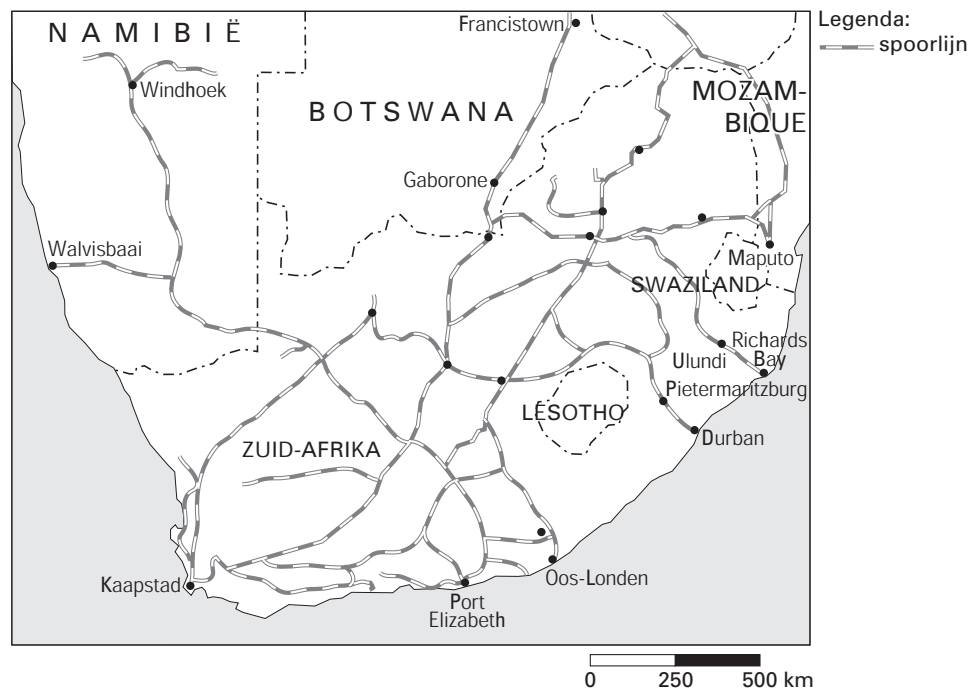 NAMIBIË
Francistown
Legenda:
spoorlijn
Windhoek
BOTSWANA
MOZAM-
BIQUE
Gaborone
Walvisbaai
Maputo
SWAZILAND
Richards
Bay
Ulundi
Pietermaritzburg
LESOTHO
Durban
ZUID-AFRIKA
Kaapstad
Oos-Londen
Port
Elizabeth
0 250 500 km